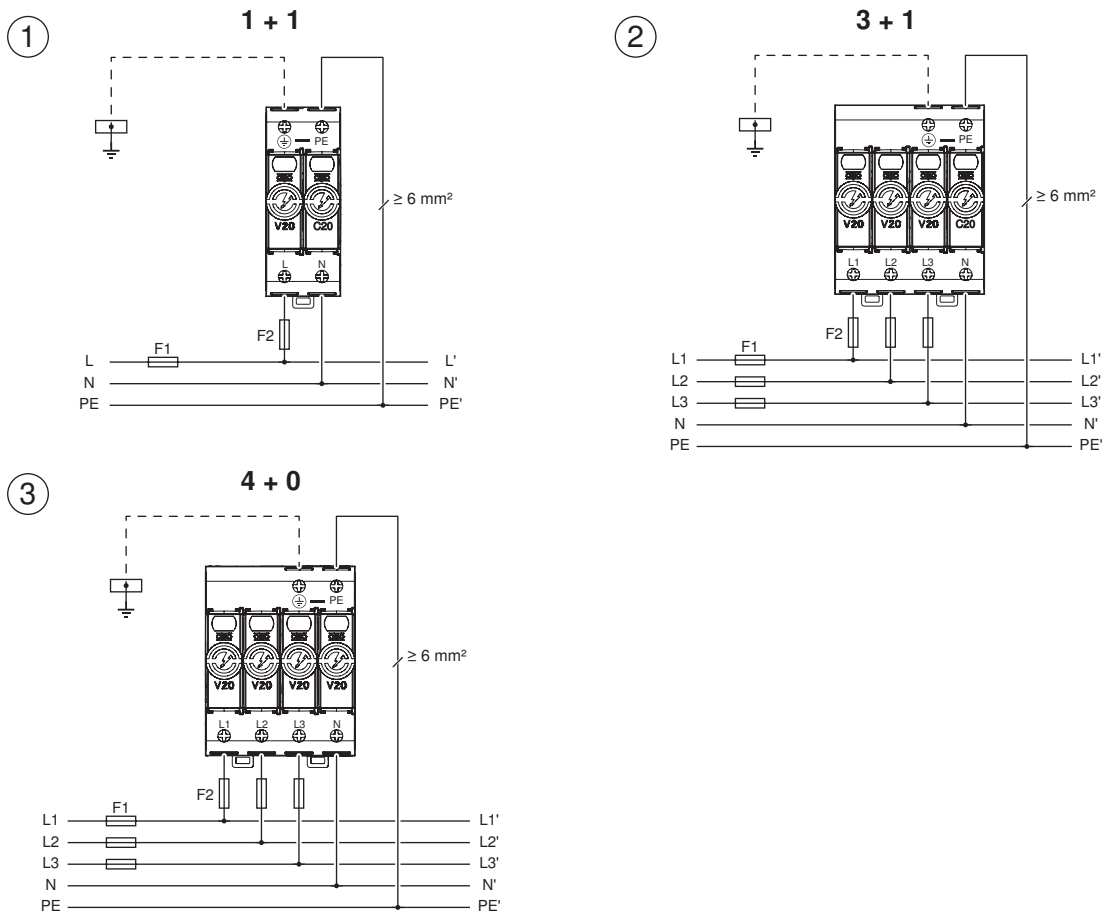 1
1 + 1
PE
≥ 6 mm²
V20 C20
L N
F2
F1
L L'
N N'
PE PE'
2
3 + 1
PE
≥ 6 mm²
V20 V20 V20 C20
L1 L2 L3 N
F2
F1
L1 L1'
L2 L2'
L3 L3'
N N'
PE PE'
3
4 + 0
PE
≥ 6 mm²
V20 V20 V20 V20
L1 L2 L3 N
F2
F1
L1 L1'
L2 L2'
L3 L3'
N N'
PE PE'